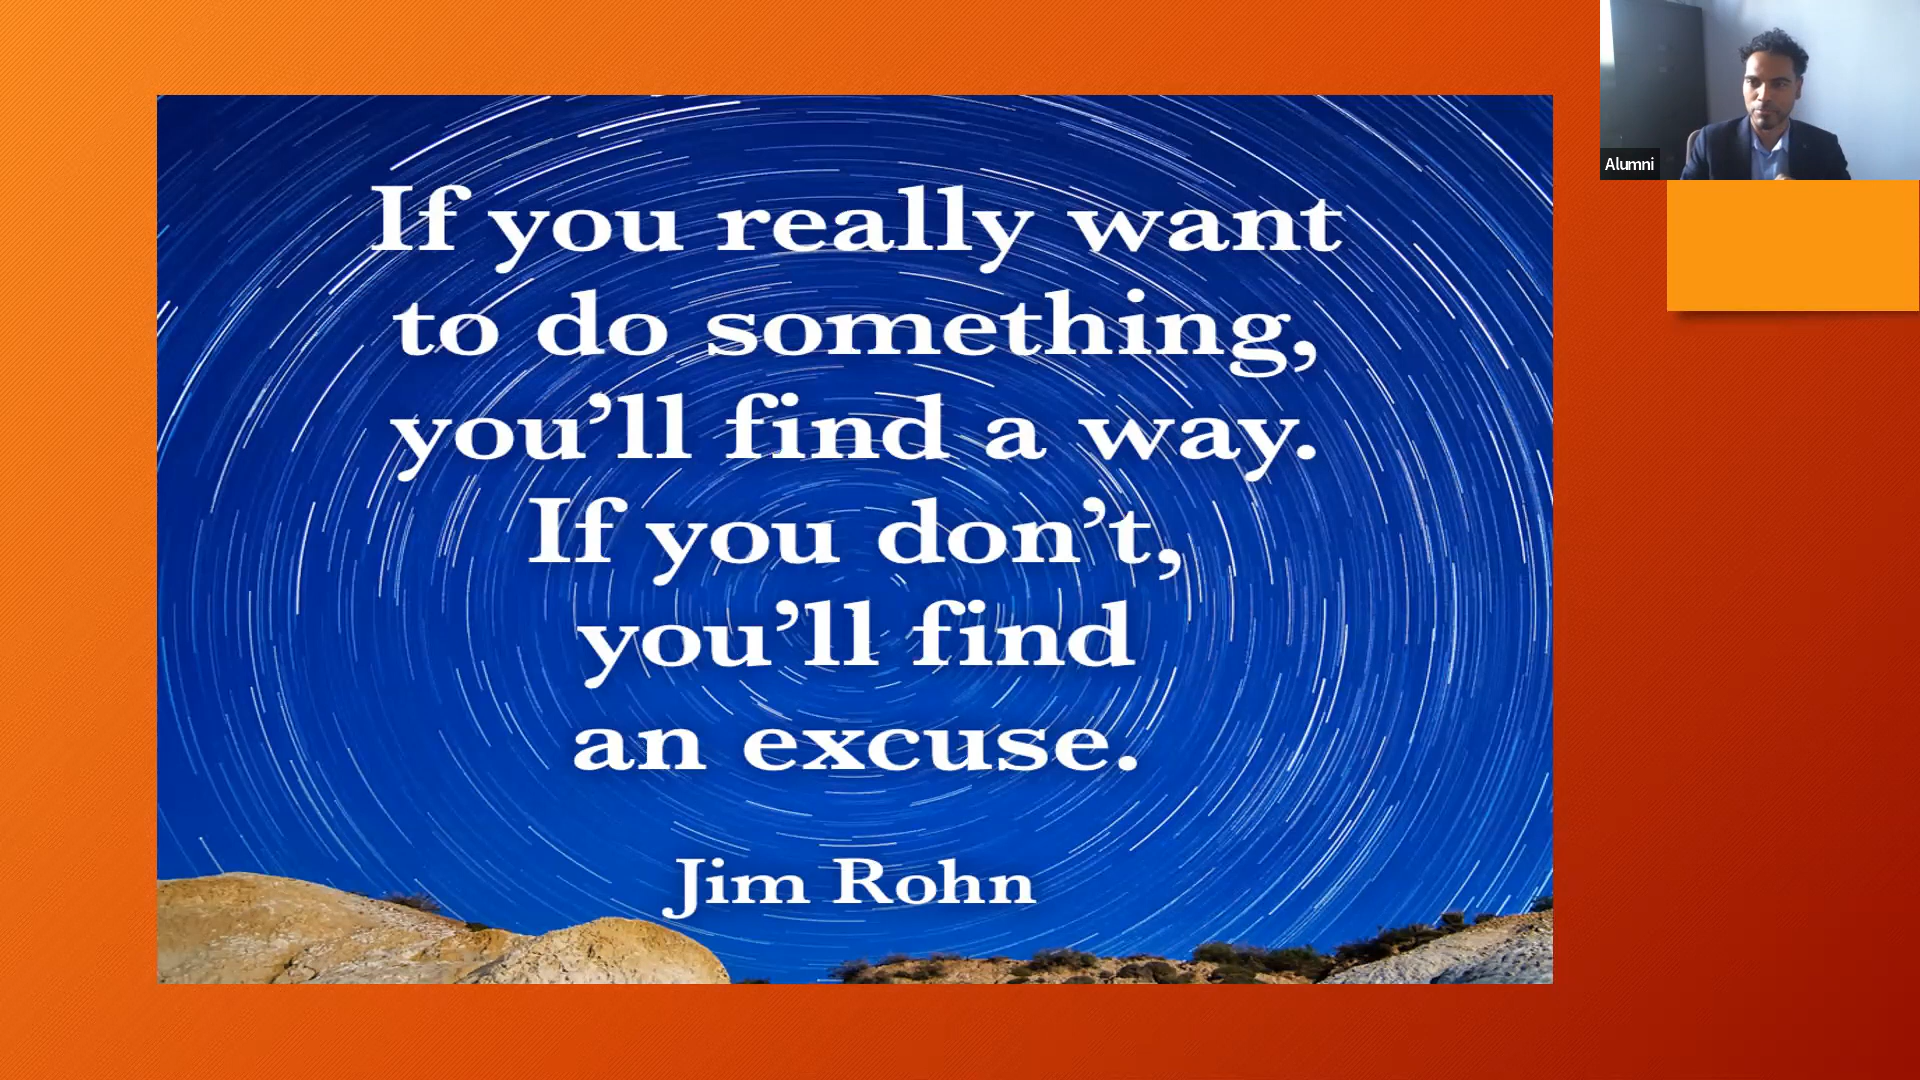 If you really want
to do something,
you’ll find a way.
If you don’t,
you’ll find
an excuse.
Jim Rohn
Alumni